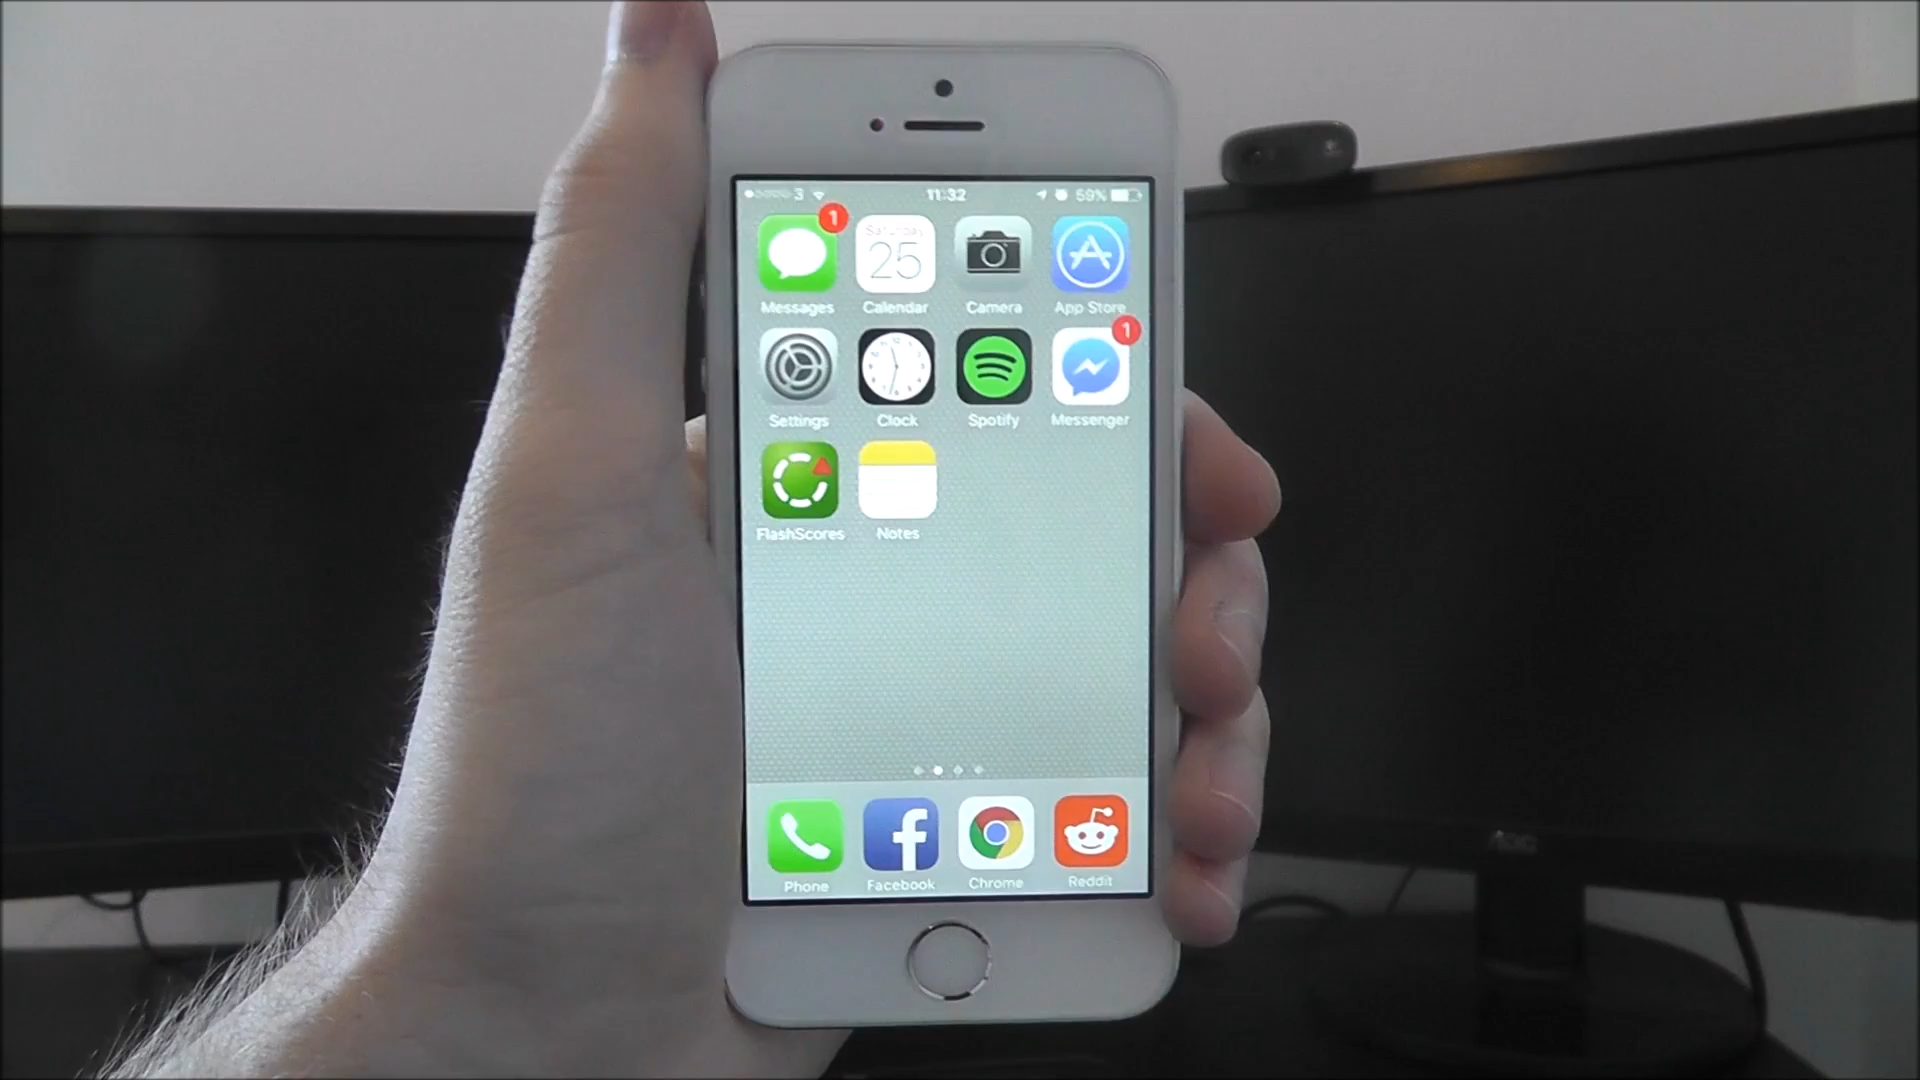 3 11:32 59%
1
Saturday
25
Messages Calendar Camera App Store
1
Settings Clock Spotify Messenger
FlashScores Notes
Phone Facebook Chrome Reddit
AOC